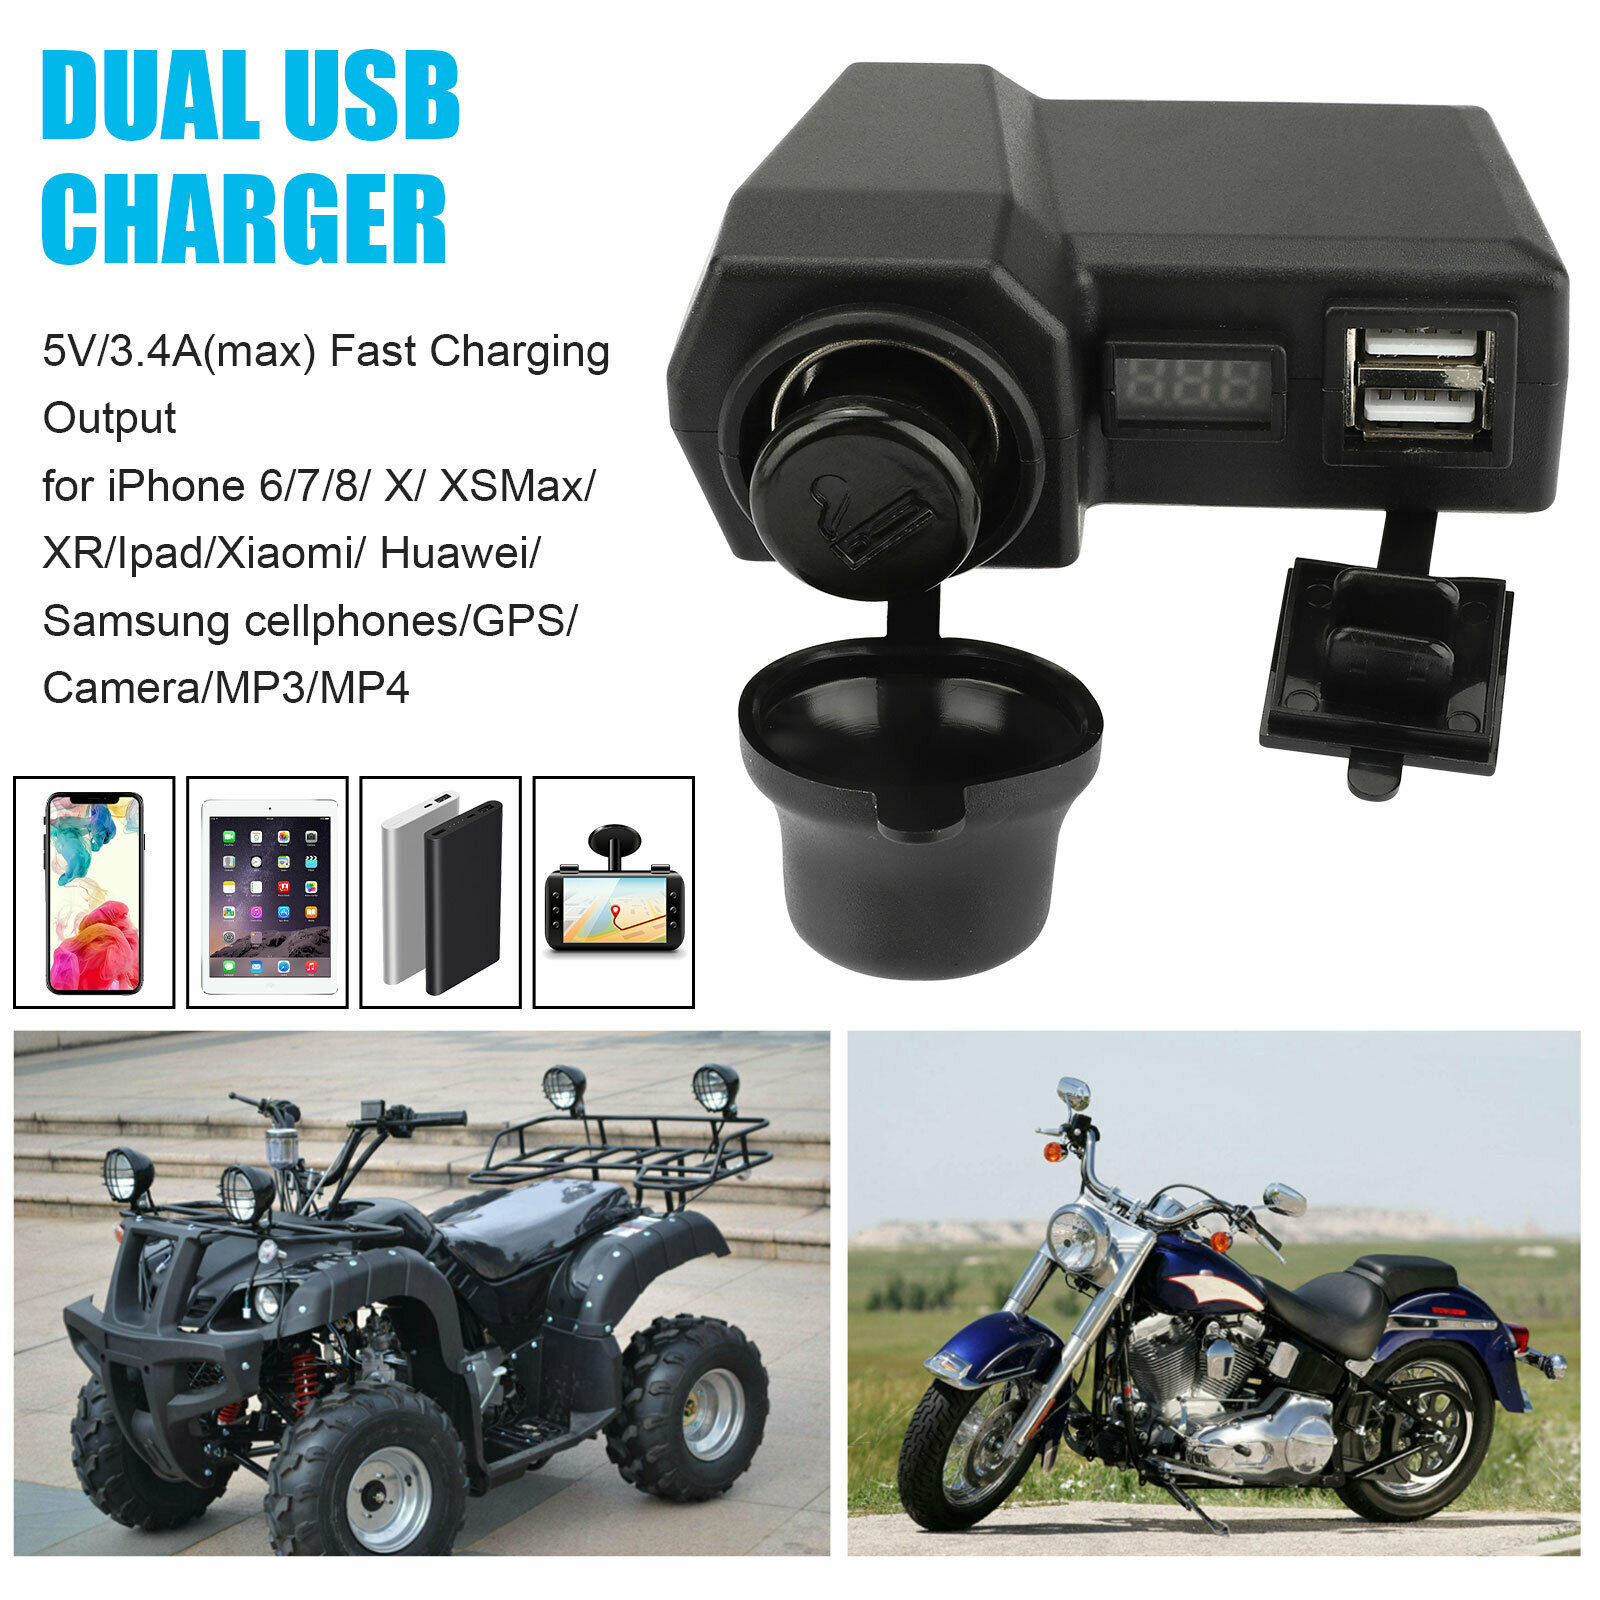 DUAL USB
CHARGER
5V/3.4A(max) Fast Charging
Output
for iPhone 6/7/8/ X/ XSMax/
XR/Ipad/Xiaomi/ Huawei/
Samsung cellphones/GPS/
Camera/MP3/MP4